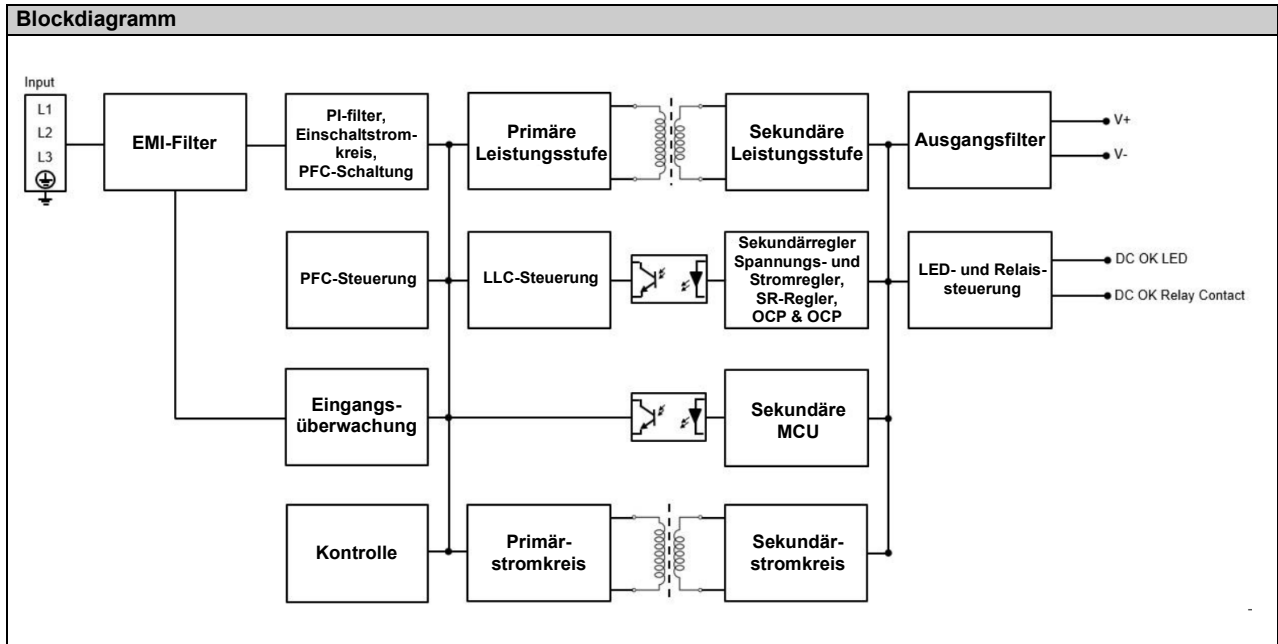 Blockdiagramm
Input
L1
L2
L3
EMI-Filter
PI-filter,
Einschaltstrom-
kreis,
PFC-Schaltung
Primäre
Leistungsstufe
Sekundäre
Leistungsstufe
Ausgangsfilter
V+
V-
PFC-Steuerung
LLC-Steuerung
Sekundärregler
Spannungs- und
Stromregler,
SR-Regler,
OCP & OCP
LED- und Relais-
steuerung
DC OK LED
DC OK Relay Contact
Eingangs-
überwachung
Sekundäre
MCU
Kontrolle
Primär-
stromkreis
Sekundär-
stromkreis
-